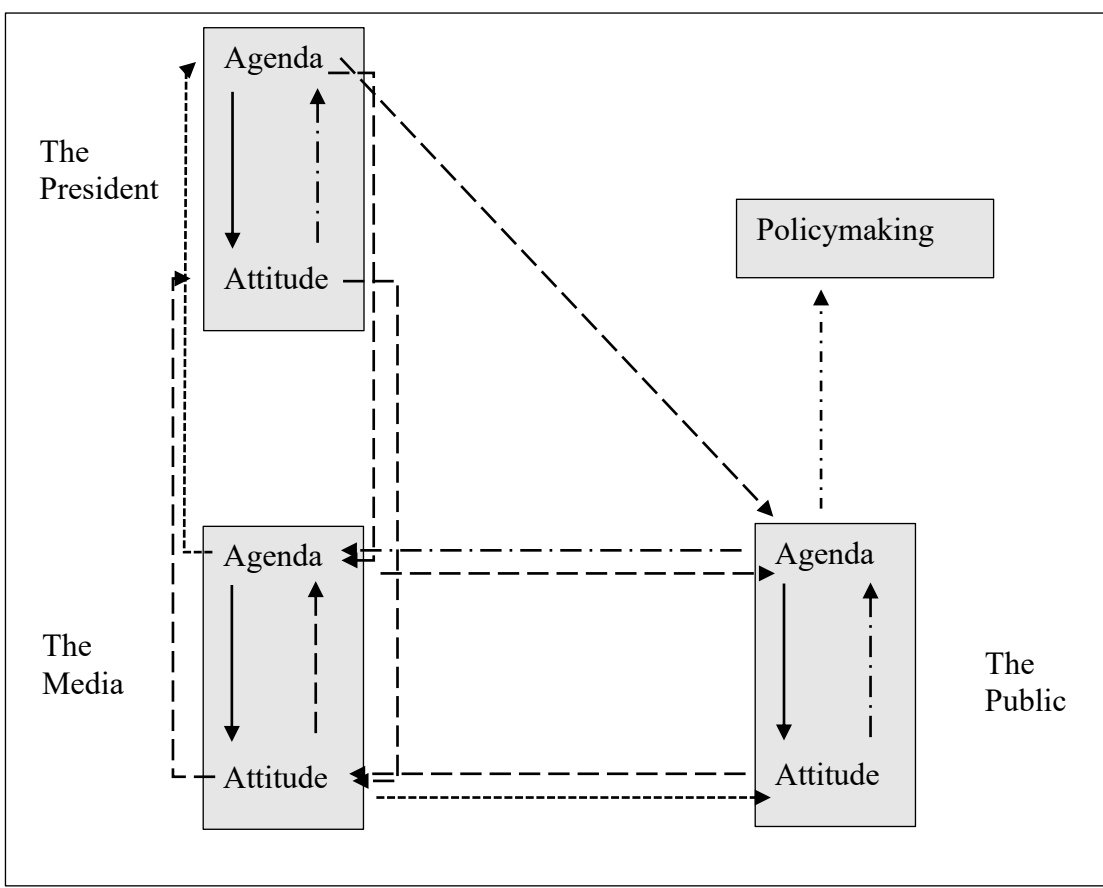 Agenda
The
President
Attitude
Policymaking
Agenda
Agenda
The
Media
The
Public
Attitude
Attitude